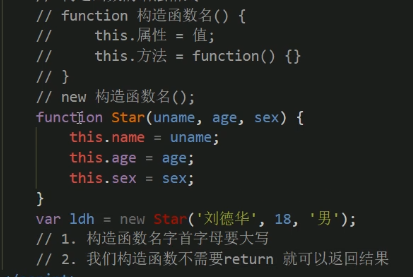 // function 构造函数名() {
//     this.属性 = 值;
//     this.方法 = function() {}
// }
// new 构造函数名();
function Star(uname, age, sex) {
    this.name = uname;
    this.age = age;
    this.sex = sex;
}
var ldh = new Star('刘德华', 18, '男');
// 1. 构造函数名字首字母要大写
// 2. 我们构造函数不需要return 就可以返回结果